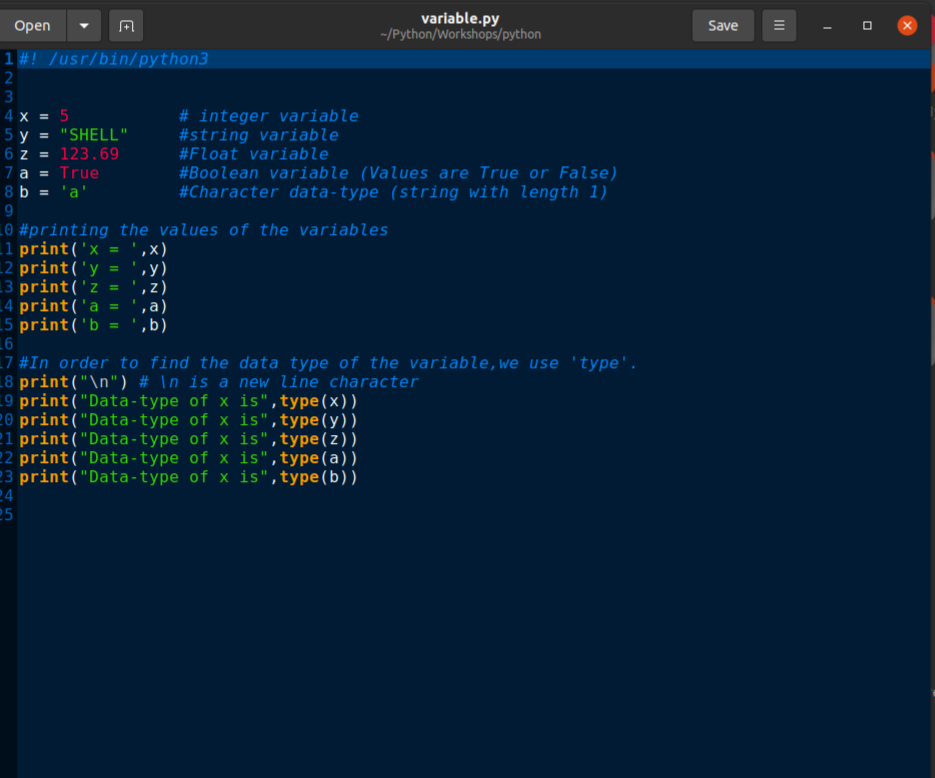 Open
variable.py
~/Python/Workshops/python
Save
1 #! /usr/bin/python3
2
3
4 x = 5 # integer variable
5 y = "SHELL" #string variable
6 z = 123.69 #Float variable
7 a = True #Boolean variable (Values are True or False)
8 b = 'a' #Character data-type (string with length 1)
9
10 #printing the values of the variables
11 print('x = ',x)
12 print('y = ',y)
13 print('z = ',z)
14 print('a = ',a)
15 print('b = ',b)
16
17 #In order to find the data type of the variable,we use 'type'.
18 print("\n") # \n is a new line character
19 print("Data-type of x is",type(x))
20 print("Data-type of x is",type(y))
21 print("Data-type of x is",type(z))
22 print("Data-type of x is",type(a))
23 print("Data-type of x is",type(b))
24
25